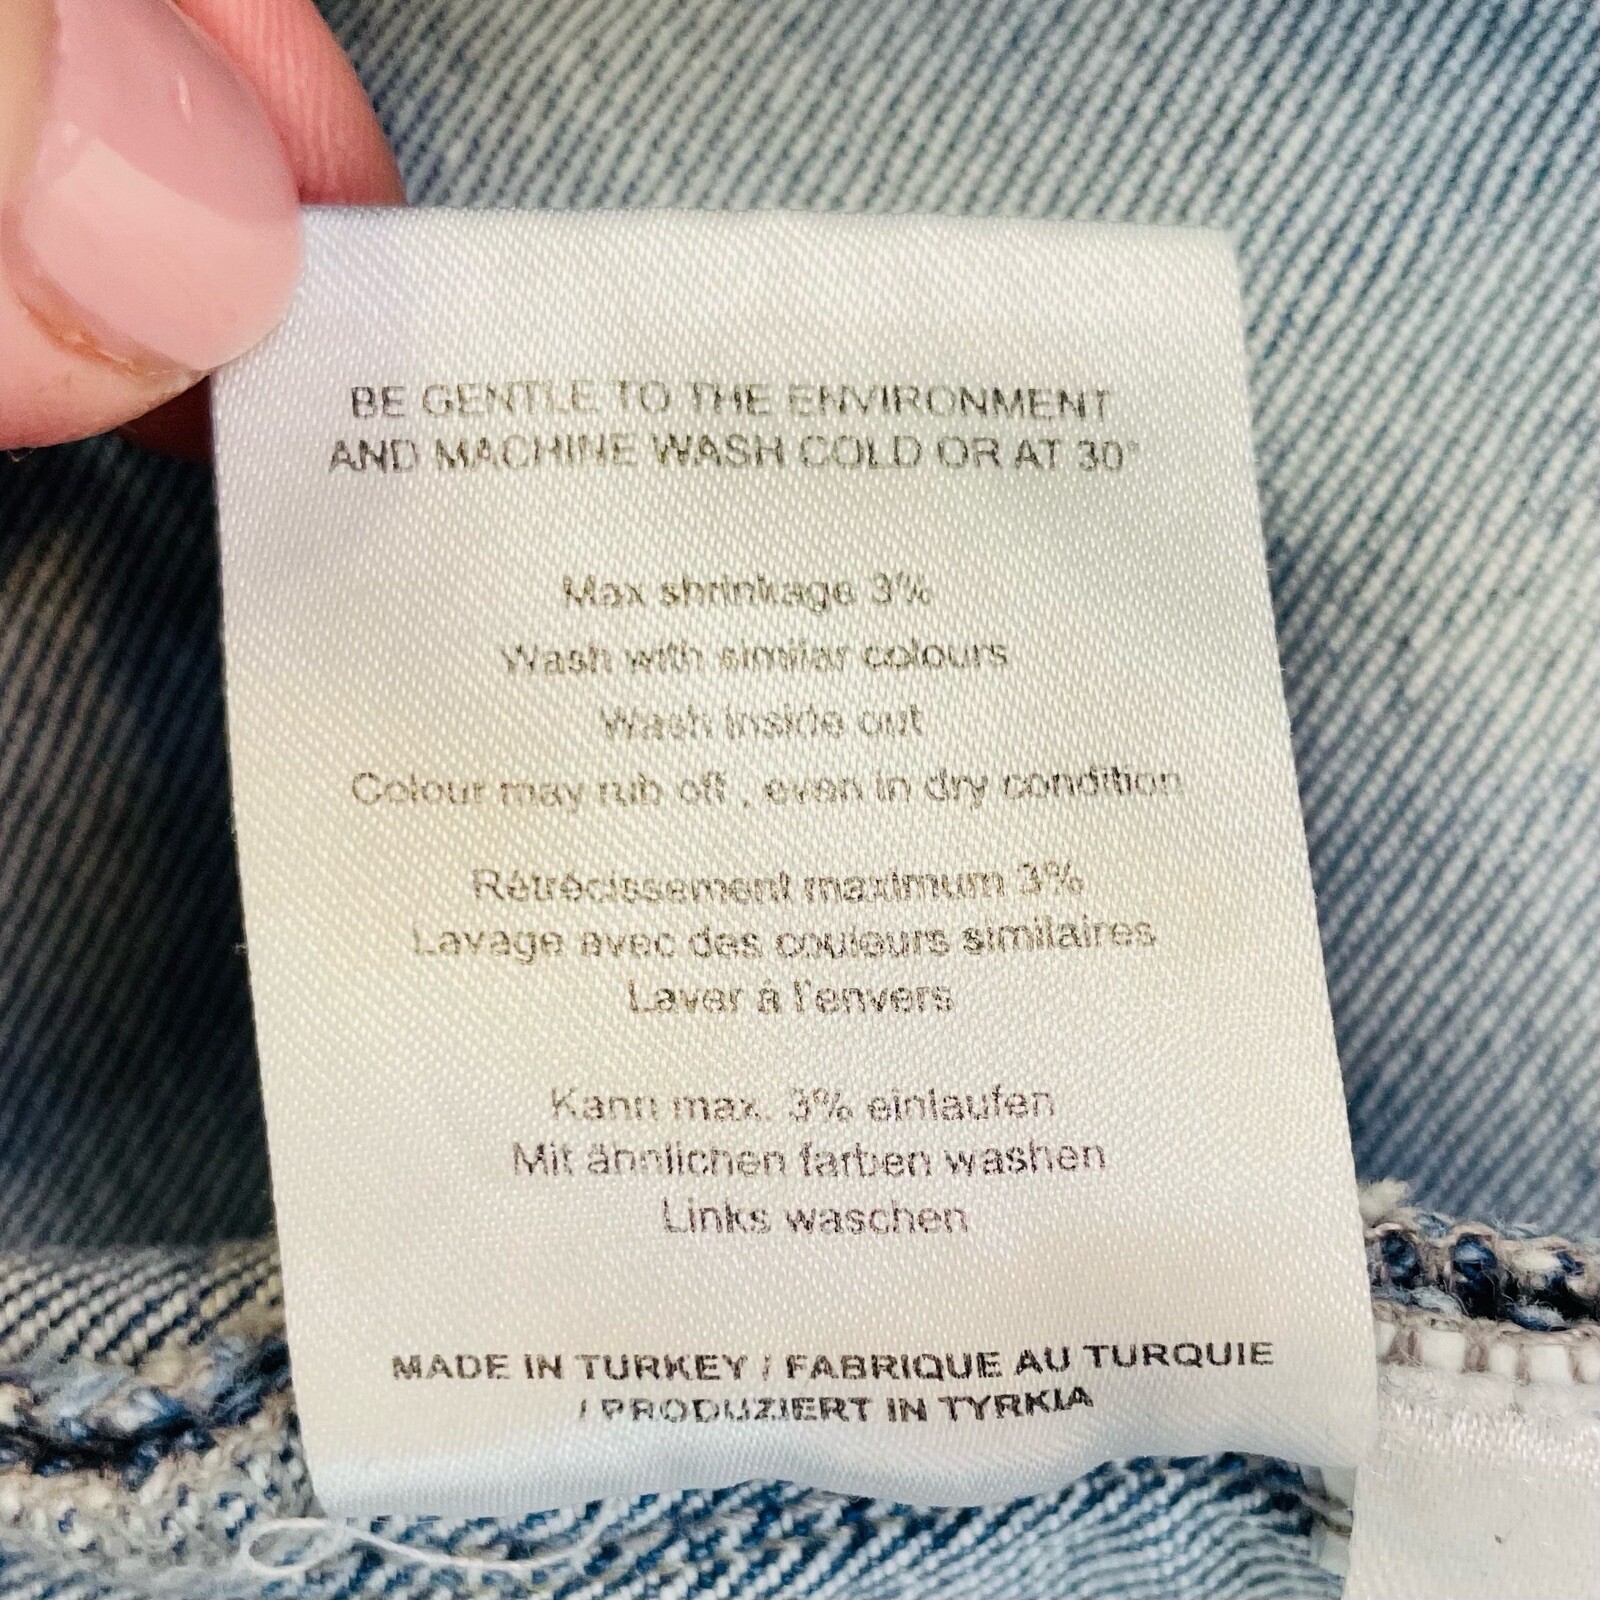 BE GENTLE TO THE ENVIRONMENT
AND MACHINE WASH COLD OR AT 30°
Max shrinkage 3%
Wash with similar colours
Wash inside out
Colour may rub off , even in dry condition
Rétrécissement maximum 3%
Lavage avec des couleurs similaires
Laver à l'envers
Kann max. 3% einlaufen
Mit ähnlichen farben washen
Links waschen
MADE IN TURKEY / FABRIQUE AU TURQUIE
/ PRODUZIERT IN TYRKIA